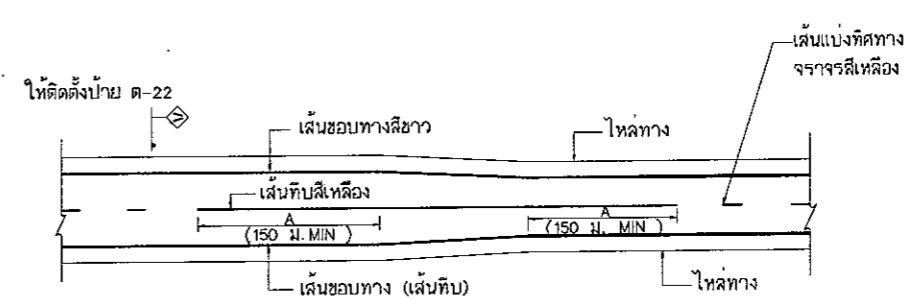 เส้นแบ่งทิศทาง
จราจรสีเหลือง
ให้ติดตั้งป้าย ต-22
เส้นขอบทางสีขาว
ไหล่ทาง
เส้นทึบสีเหลือง
A
(150 ม. MIN )
A
(150 ม. MIN )
เส้นขอบทาง (เส้นทึบ)
ไหล่ทาง